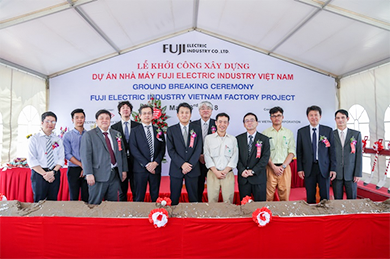 FUJI ELECTRIC
INDUSTRY CO. LTD.
LỄ KHỞI CÔNG XÂY DỰNG
DỰ ÁN NHÀ MÁY FUJI ELECTRIC INDUSTRY VIỆT NAM
GROUND BREAKING CEREMONY
FUJI ELECTRIC INDUSTRY VIETNAM FACTORY PROJECT